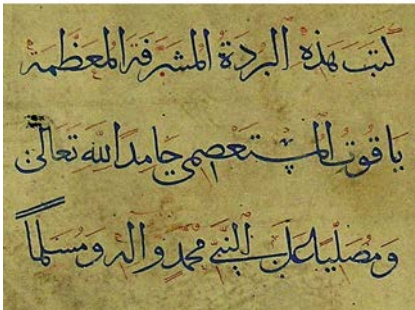 كتب هذه البردة المشرفة المعظمة
ياقوت المستعصمي حامدا لله تعالى
ومصليا على النبي محمد وآله ومسلما